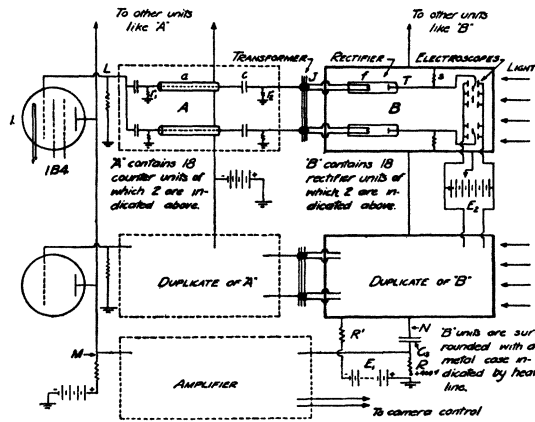 To other units
like "A"
To other units
like "B"
Transformer
Rectifier
Electroscopes
Light
L
a
c
J
f
T
s
r₁
r₂
A
B
1B4
"A" contains 18
counter units of
which 2 are in-
dicated above.
"B" contains 18
rectifier units of
which 2 are in-
dicated above.
E₂
Duplicate of "A"
Duplicate of "B"
R'
N
C₃
R
"B" units are sur
rounded with a
metal case in-
dicated by heav
line.
M
E₁
Amplifier
To camera control